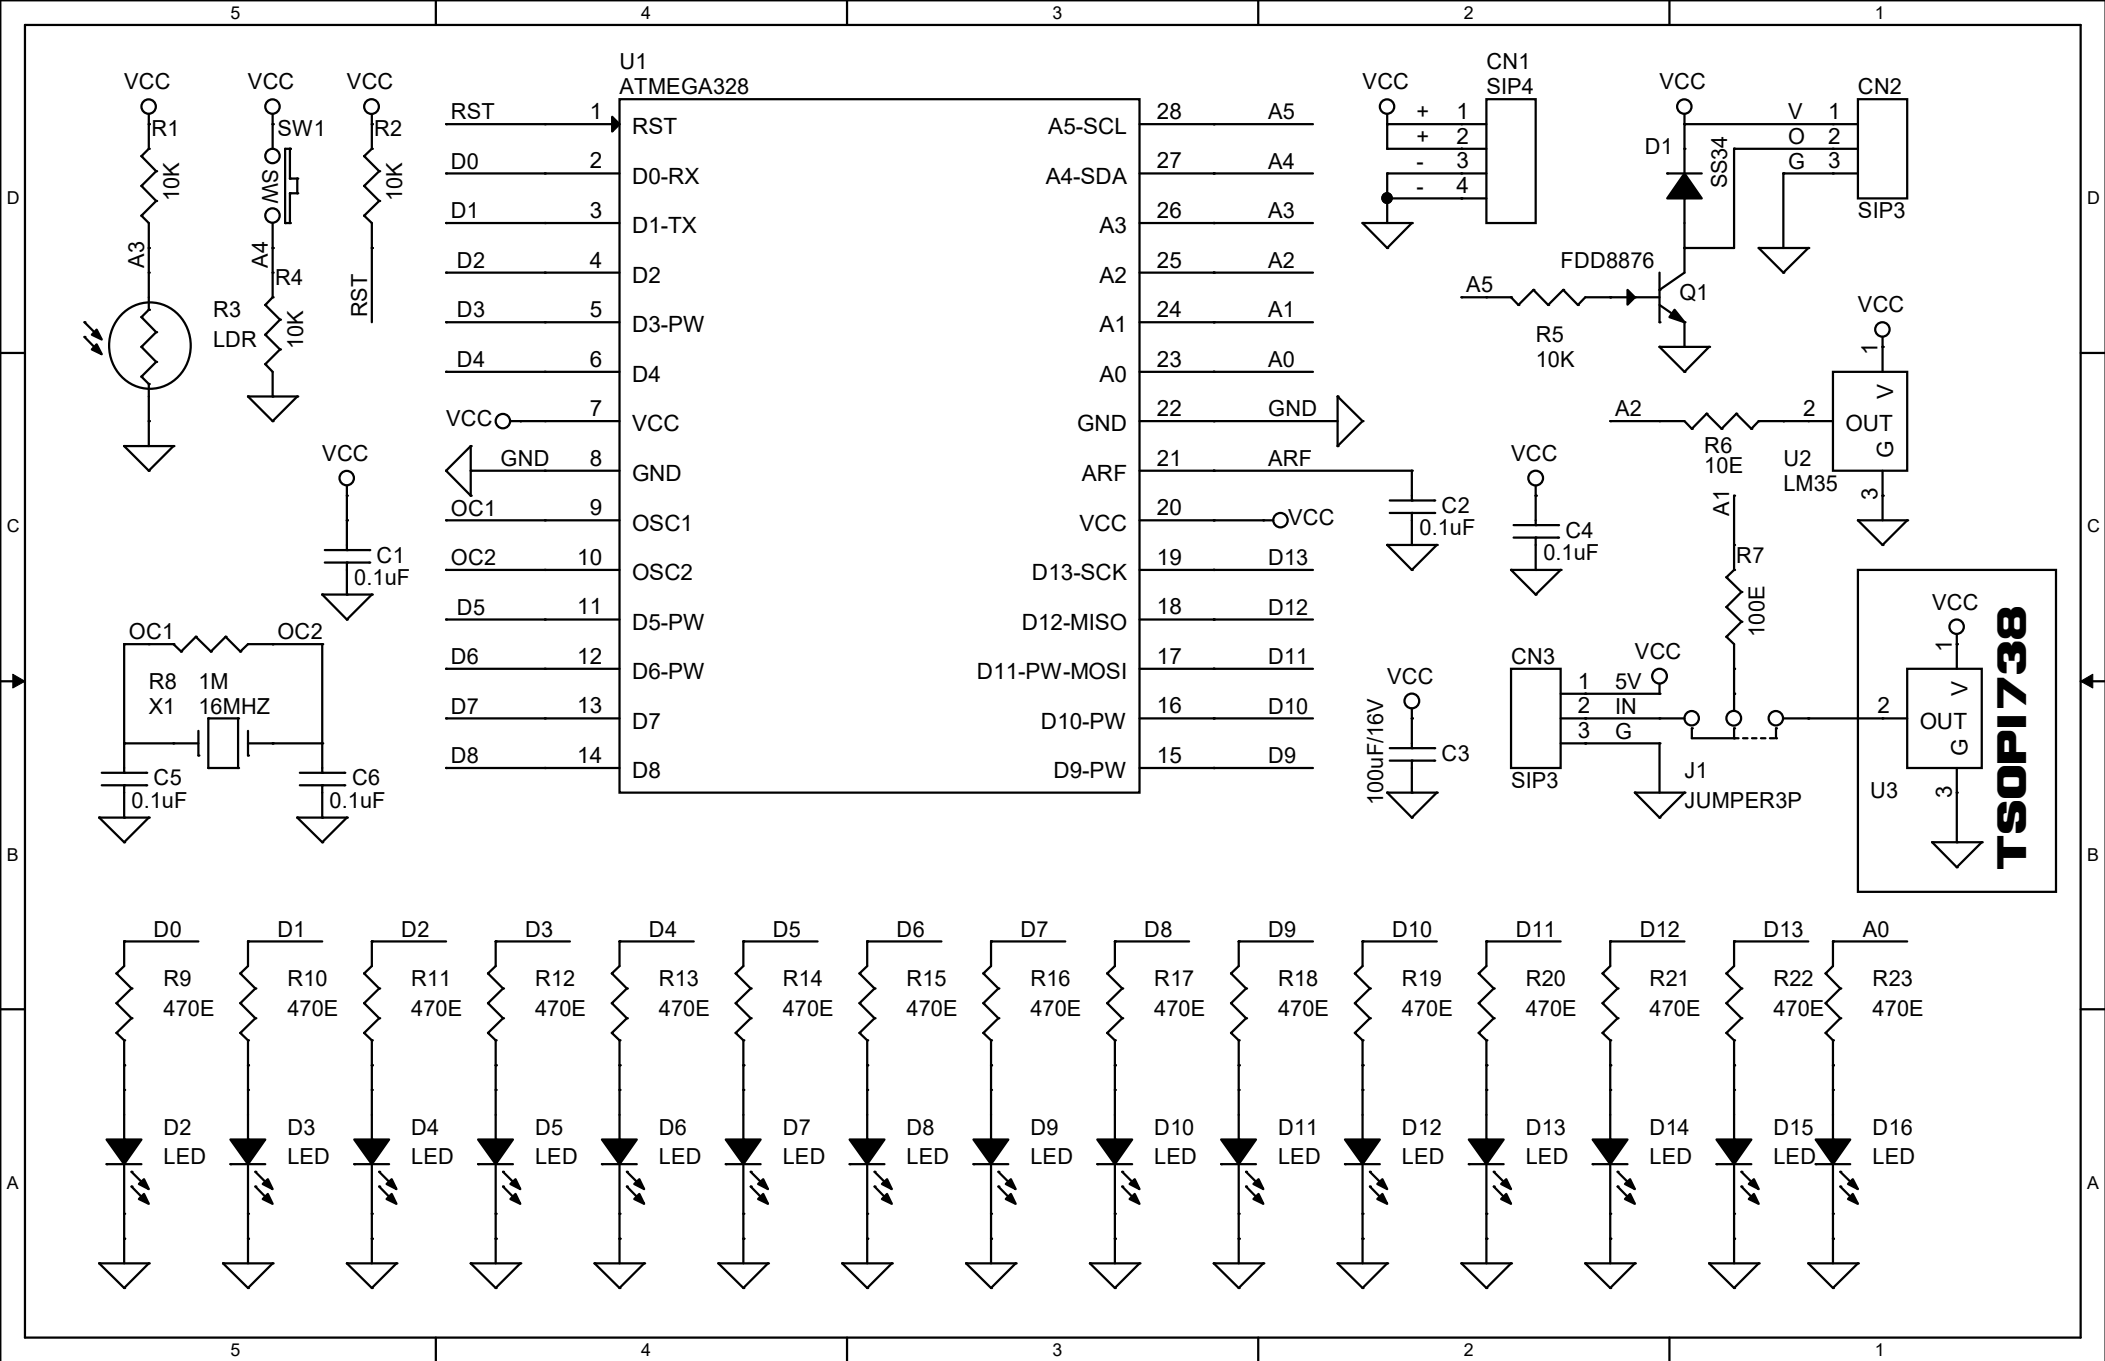 5 4 3 2 1
D
C
B
A
D
C
B
A
VCC
R1
10K
A3
R3
LDR
VCC
SW1
SW
A4
R4
10K
VCC
R2
10K
RST
VCC
C1
0.1uF
OC1 OC2
R8 1M
X1 16MHZ
C5
0.1uF
C6
0.1uF
U1
ATMEGA328
RST 1 RST
D0 2 D0-RX
D1 3 D1-TX
D2 4 D2
D3 5 D3-PW
D4 6 D4
VCC 7 VCC
GND 8 GND
OC1 9 OSC1
OC2 10 OSC2
D5 11 D5-PW
D6 12 D6-PW
D7 13 D7
D8 14 D8
A5-SCL 28 A5
A4-SDA 27 A4
A3 26 A3
A2 25 A2
A1 24 A1
A0 23 A0
GND 22 GND
ARF 21 ARF
VCC 20 VCC
D13-SCK 19 D13
D12-MISO 18 D12
D11-PW-MOSI 17 D11
D10-PW 16 D10
D9-PW 15 D9
C2
0.1uF
CN1
SIP4
VCC
+ 1
+ 2
- 3
- 4
VCC
D1
SS34
CN2
V 1
O 2
G 3
SIP3
FDD8876
A5
Q1
R5
10K
VCC
1
V
A2
R6
10E
2
OUT
G
3
U2
LM35
VCC
C4
0.1uF
A1
R7
100E
VCC
100uF/16V
C3
CN3
VCC
1 5V
2 IN
3 G
SIP3
J1
JUMPER3P
VCC
1
V
2
OUT
G
3
U3
TSOP1738
D0 D1 D2 D3 D4 D5 D6 D7 D8 D9 D10 D11 D12 D13 A0
R9 R10 R11 R12 R13 R14 R15 R16 R17 R18 R19 R20 R21 R22 R23
470E 470E 470E 470E 470E 470E 470E 470E 470E 470E 470E 470E 470E 470E 470E
D2 D3 D4 D5 D6 D7 D8 D9 D10 D11 D12 D13 D14 D15 D16
LED LED LED LED LED LED LED LED LED LED LED LED LED LED LED
5 4 3 2 1